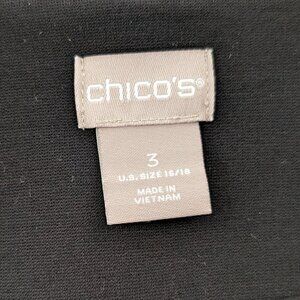 chico's®
3
U.S. SIZE 16/18
MADE IN
VIETNAM